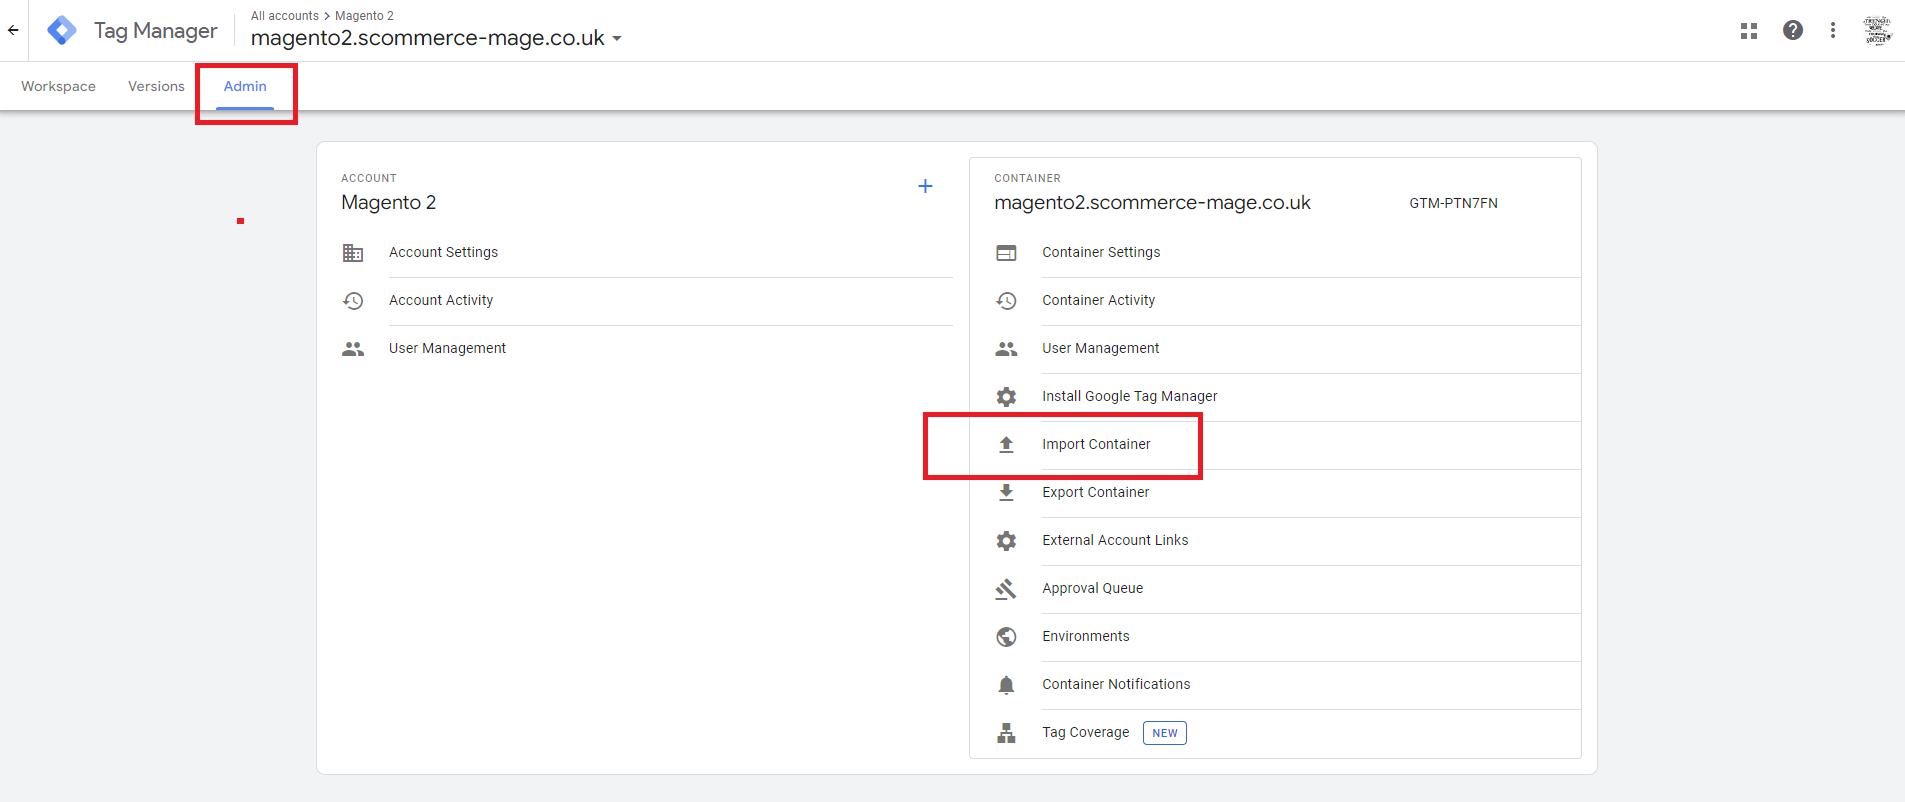 Tag Manager
All accounts > Magento 2
magento2.scommerce-mage.co.uk
Workspace
Versions
Admin
ACCOUNT
Magento 2
Account Settings
Account Activity
User Management
CONTAINER
magento2.scommerce-mage.co.uk
GTM-PTN7FN
Container Settings
Container Activity
User Management
Install Google Tag Manager
Import Container
Export Container
External Account Links
Approval Queue
Environments
Container Notifications
Tag Coverage NEW